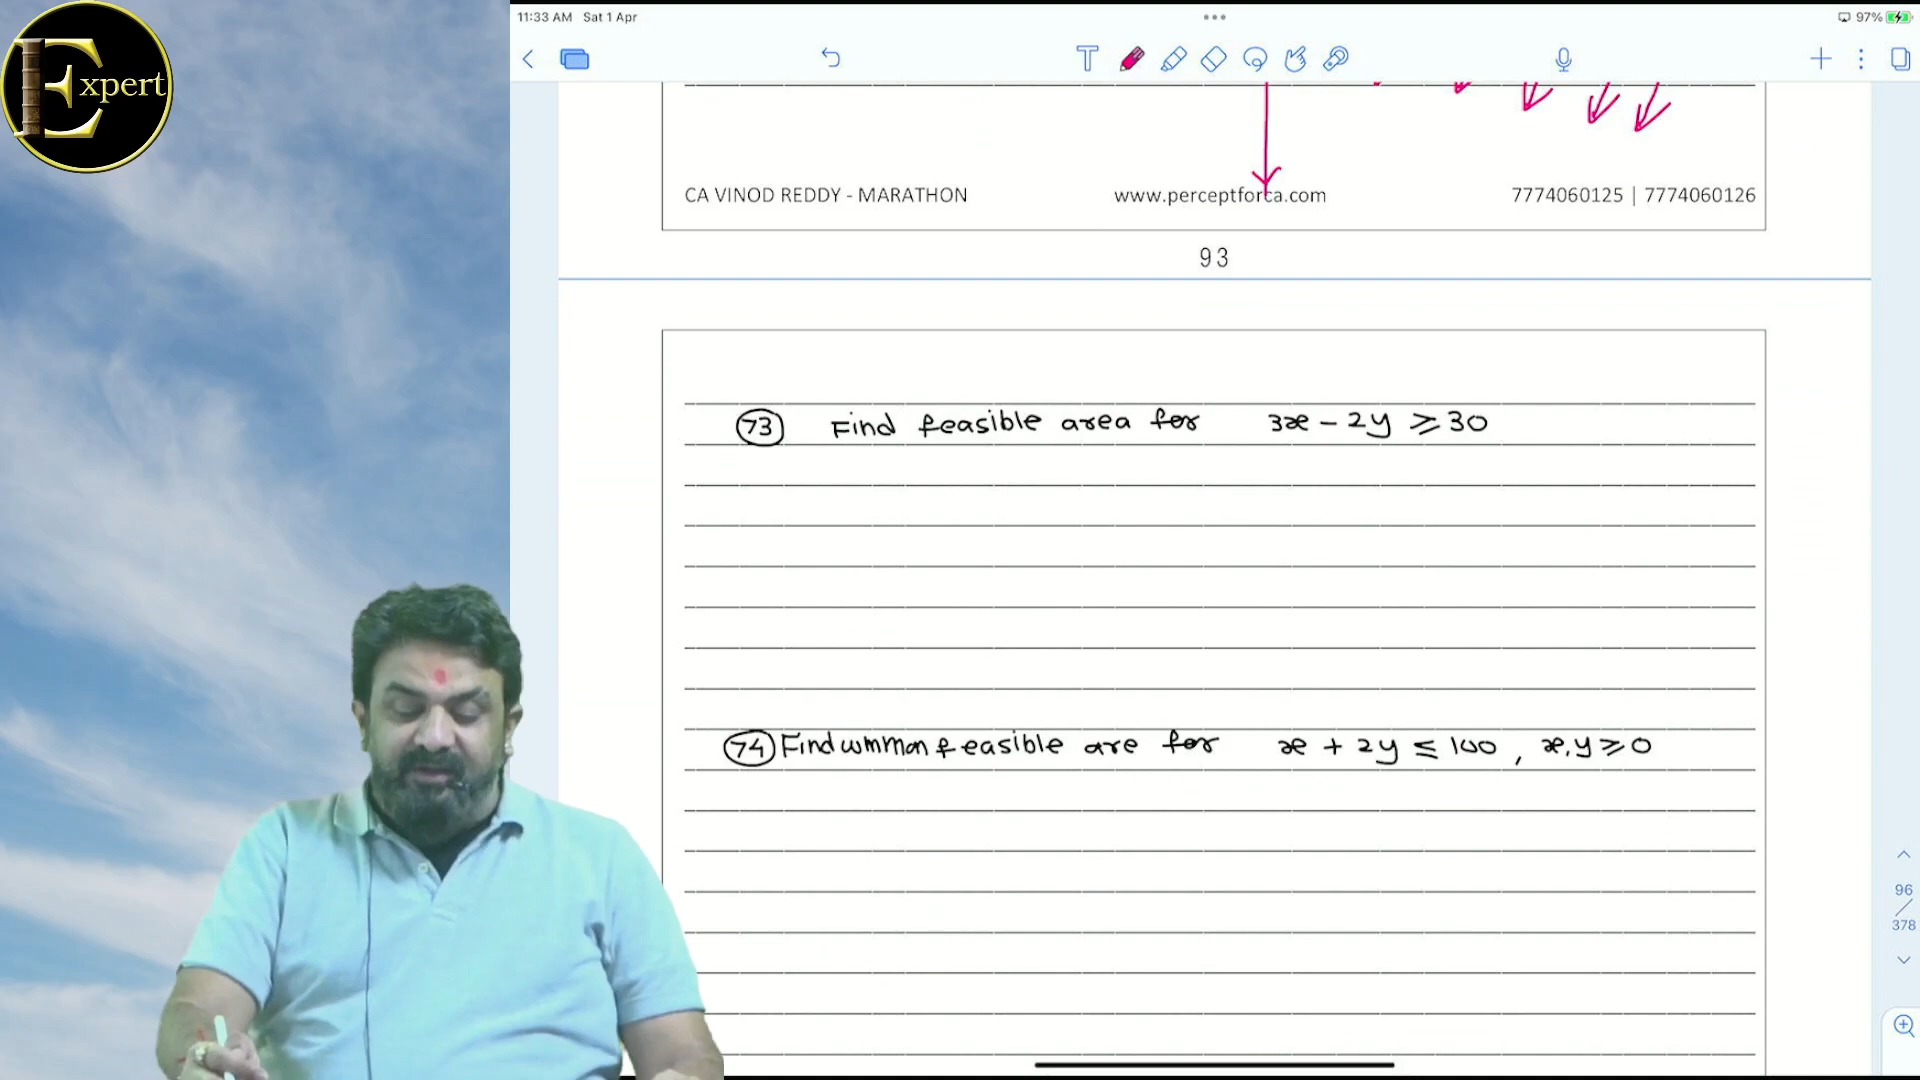 11:33 AM Sat 1 Apr
97%
Expert
CA VINOD REDDY - MARATHON www.perceptforca.com 7774060125 | 7774060126
93
73 Find feasible area for 3x - 2y ≥ 30
74 Find common feasible are for x + 2y ≤ 100, x, y ≥ 0
96
378